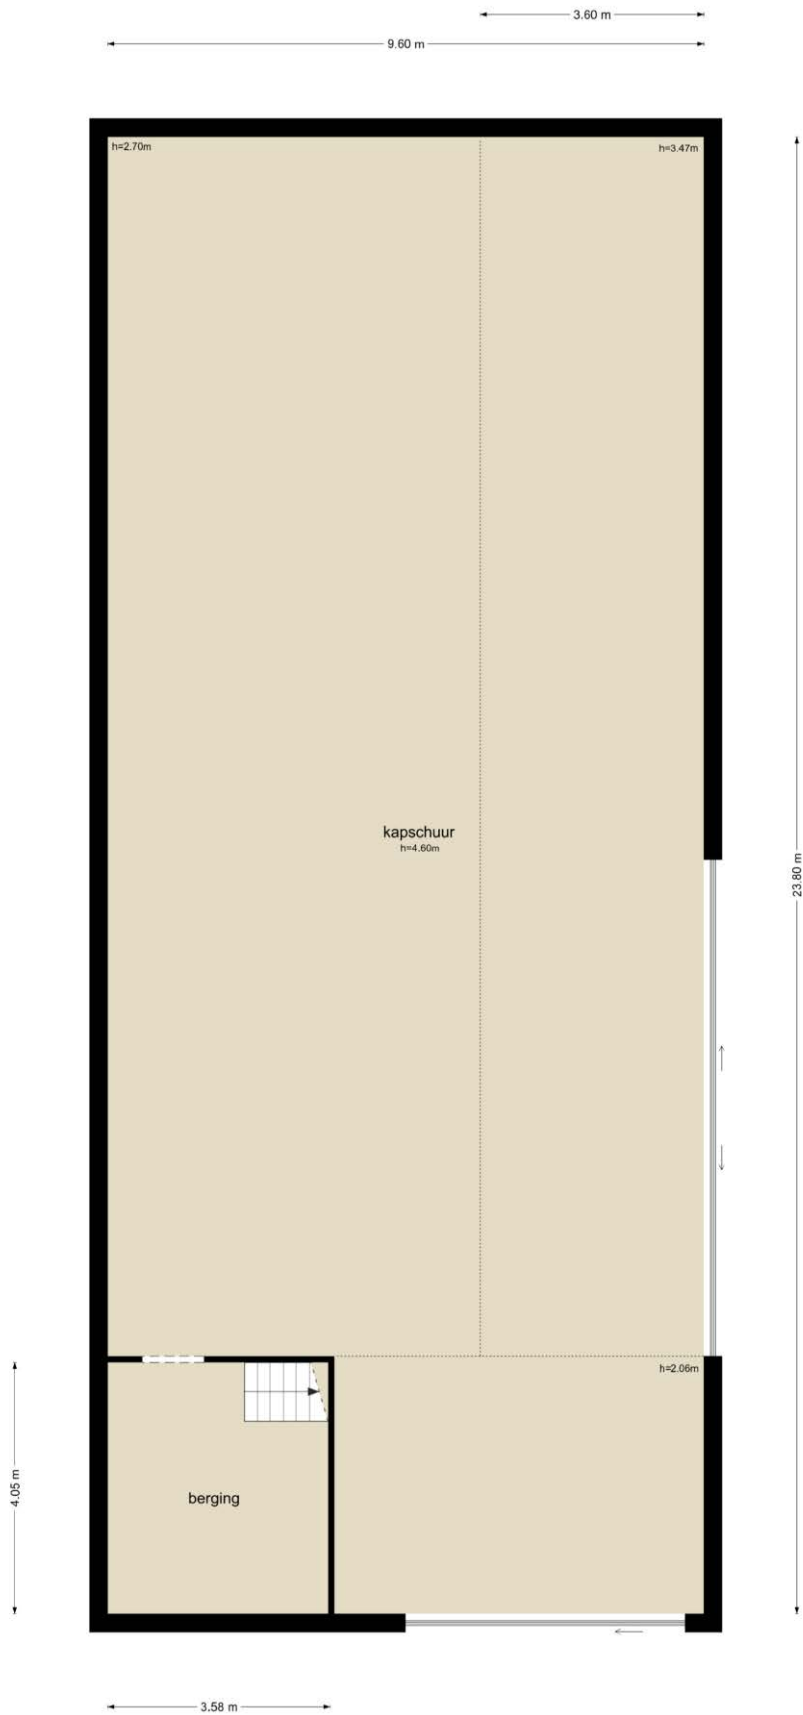 3.60 m
9.60 m
h=2.70m
h=3.47m
kapschuur
h=4.60m
23.80 m
h=2.06m
berging
4.05 m
3.58 m